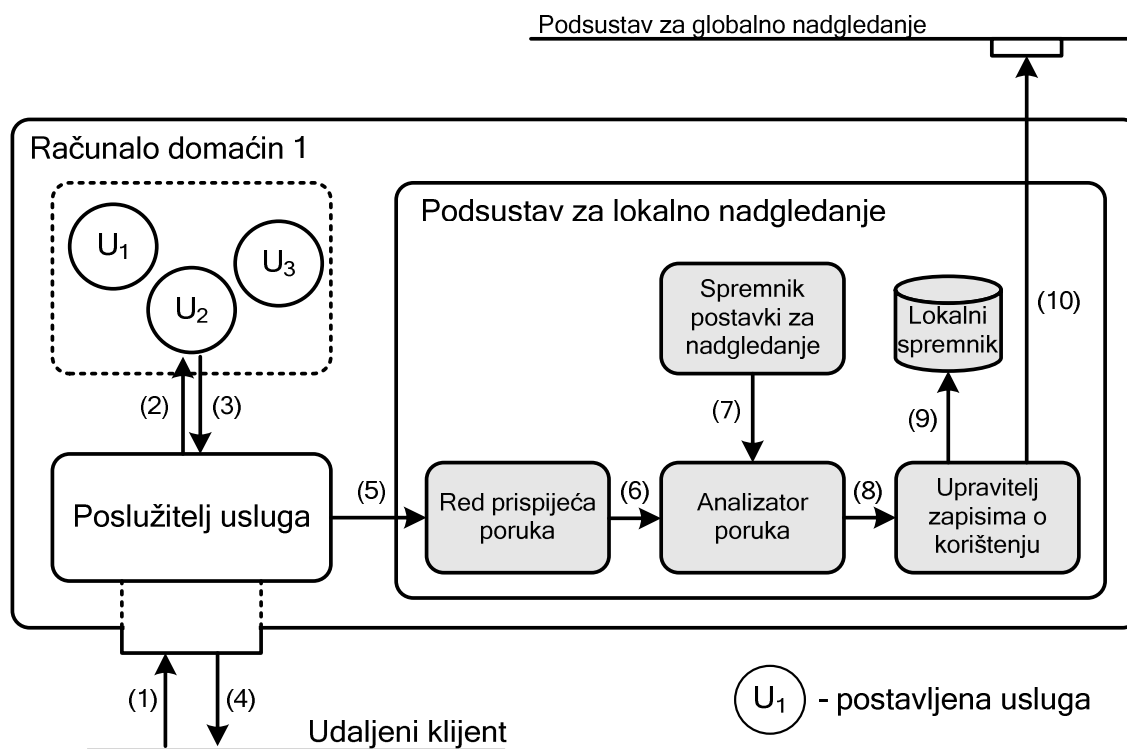 Podsustav za globalno nadgledanje
Računalo domaćin 1
Podsustav za lokalno nadgledanje
U₁
U₃
U₂
Spremnik
postavki za
nadgledanje
Lokalni
spremnik
(10)
(2)
(3)
(7)
(9)
Poslužitelj usluga
(5)
Red prispijeća
poruka
(6)
Analizator
poruka
(8)
Upravitelj
zapisima o
korištenju
(1)
(4)
Udaljeni klijent
U₁ - postavljena usluga